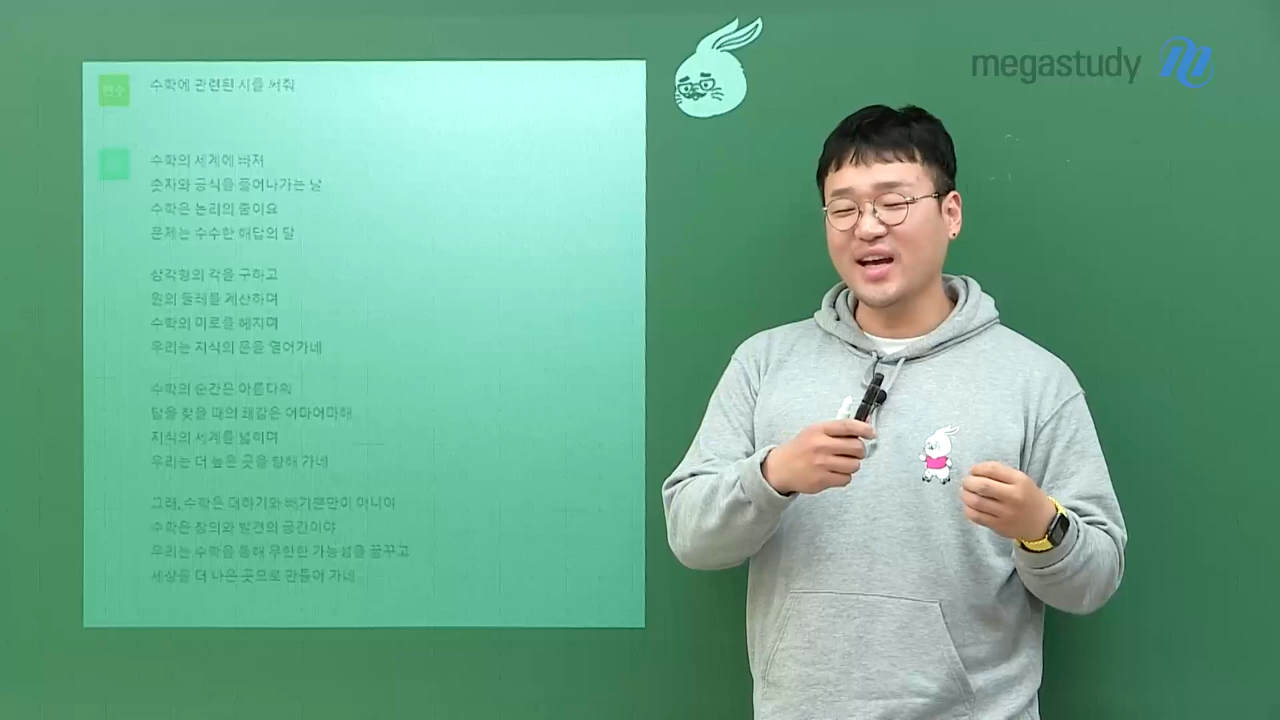 megastudy
현우
수학에 관련된 시를 써줘
수학의 세계에 빠져
숫자와 공식을 풀어나가는 날
수학은 논리의 춤이요
문제는 수수한 해답의 달
삼각형의 각을 구하고
원의 둘레를 계산하며
수학의 미로를 헤치며
우리는 지식의 문을 열어가네
수학의 순간은 아름다워
답을 찾을 때의 쾌감은 어마어마해
지식의 세계를 넓히며
우리는 더 높은 곳을 향해 가네
그래, 수학은 더하기와 빼기뿐만이 아니야
수학은 창의와 발견의 공간이야
우리는 수학을 통해 무한한 가능성을 꿈꾸고
세상을 더 나은 곳으로 만들어 가네